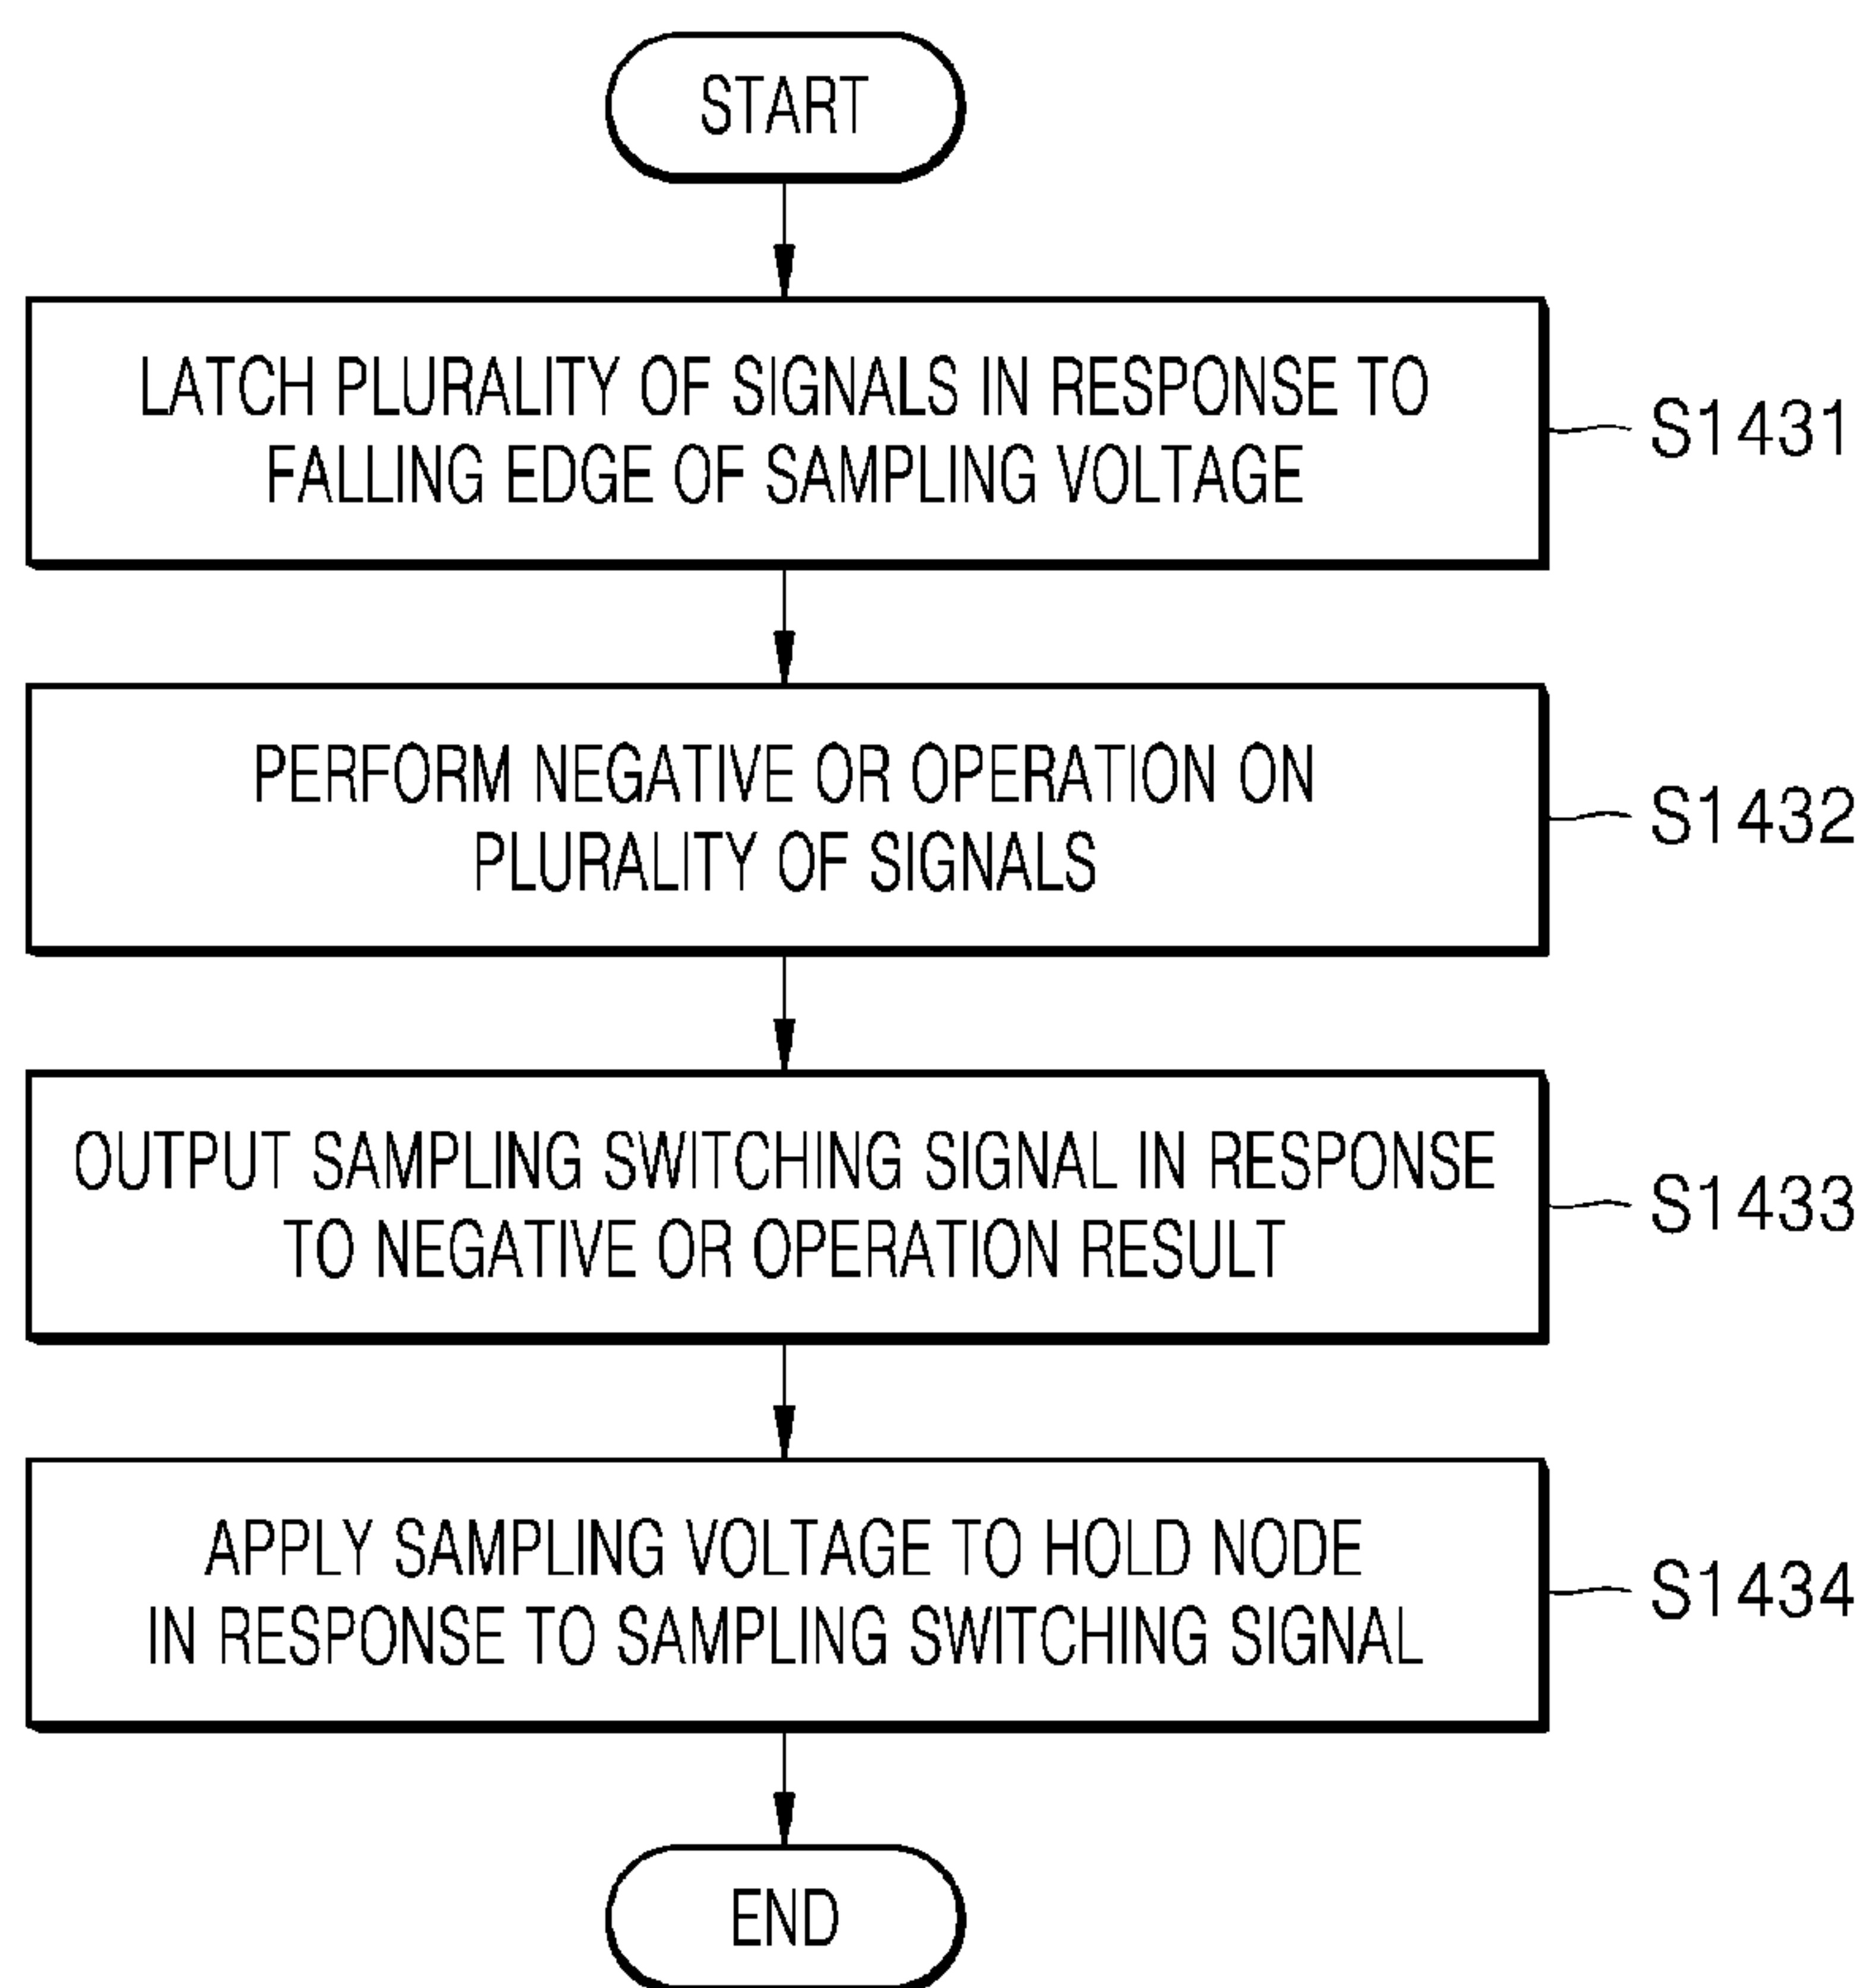 START
LATCH PLURALITY OF SIGNALS IN RESPONSE TO
FALLING EDGE OF SAMPLING VOLTAGE
S1431
PERFORM NEGATIVE OR OPERATION ON
PLURALITY OF SIGNALS
S1432
OUTPUT SAMPLING SWITCHING SIGNAL IN RESPONSE
TO NEGATIVE OR OPERATION RESULT
S1433
APPLY SAMPLING VOLTAGE TO HOLD NODE
IN RESPONSE TO SAMPLING SWITCHING SIGNAL
S1434
END